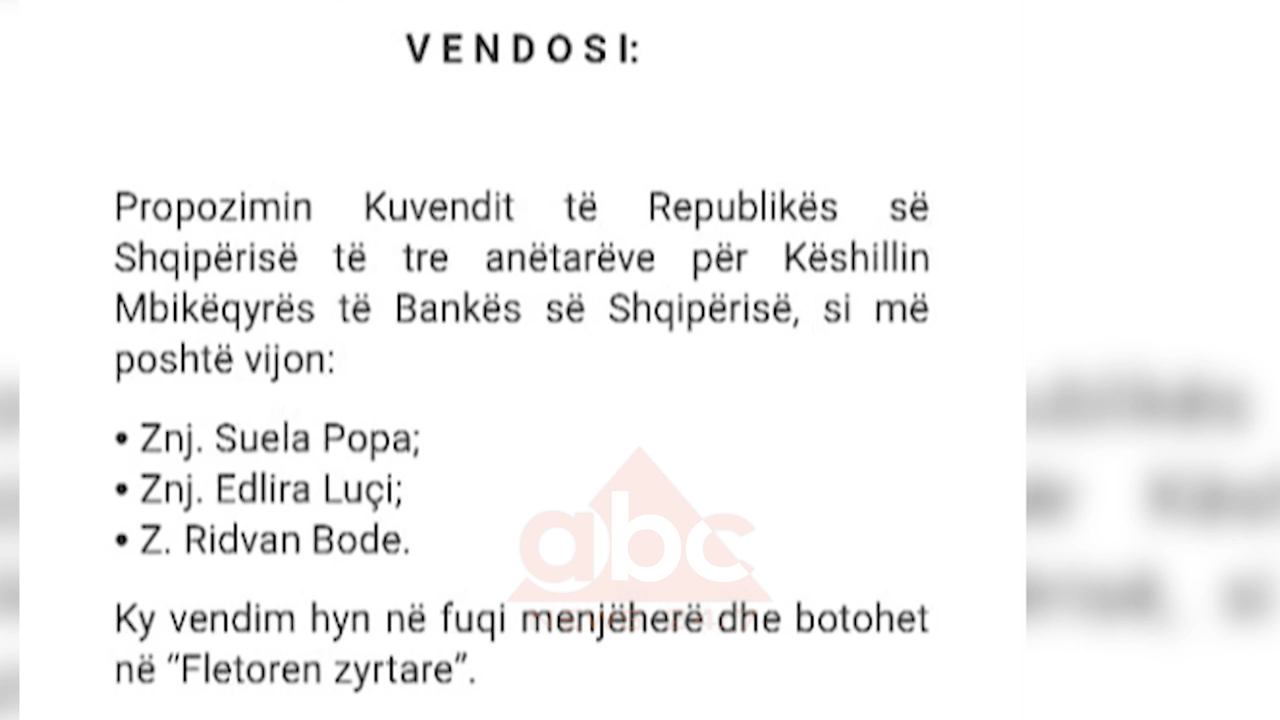 V E N D O S I:
Propozimin Kuvendit të Republikës së
Shqipërisë të tre anëtarëve për Këshillin
Mbikëqyrës të Bankës së Shqipërisë, si më
poshtë vijon:
• Znj. Suela Popa;
• Znj. Edlira Luçi;
• Z. Ridvan Bode.
abc
Ky vendim hyn në fuqi menjëherë dhe botohet
në “Fletoren zyrtare”.